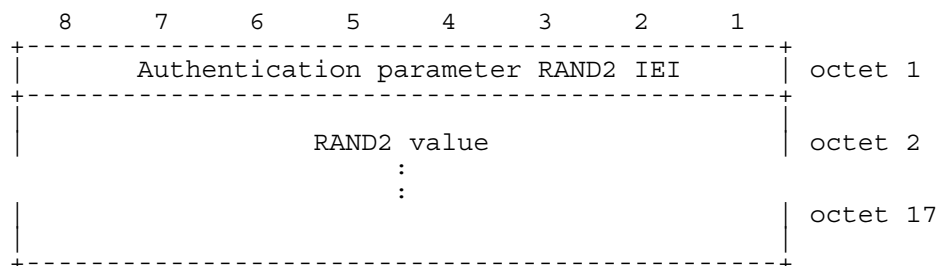 8 7 6 5 4 3 2 1
Authentication parameter RAND2 IEI octet 1
RAND2 value octet 2
:
:
octet 17